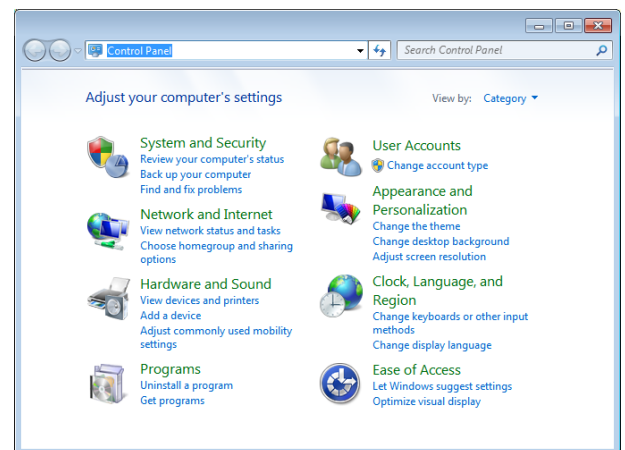 Control Panel
Search Control Panel
Adjust your computer's settings
View by: Category
System and Security
Review your computer's status
Back up your computer
Find and fix problems
Network and Internet
View network status and tasks
Choose homegroup and sharing
options
Hardware and Sound
View devices and printers
Add a device
Adjust commonly used mobility
settings
Programs
Uninstall a program
Get programs
User Accounts
Change account type
Appearance and
Personalization
Change the theme
Change desktop background
Adjust screen resolution
Clock, Language, and
Region
Change keyboards or other input
methods
Change display language
Ease of Access
Let Windows suggest settings
Optimize visual display